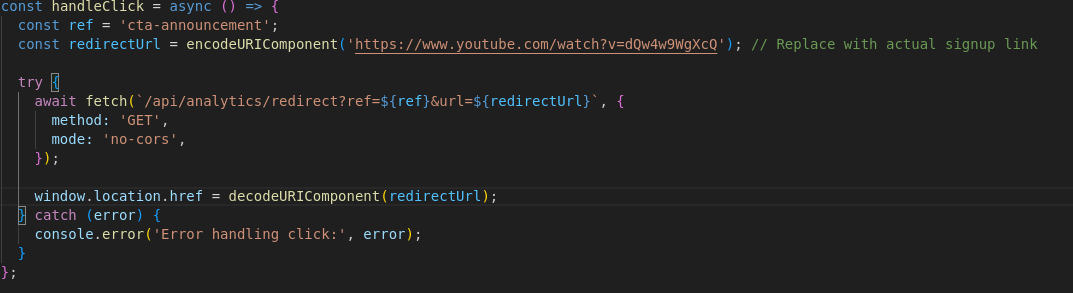 const handleClick = async () => {
  const ref = 'cta-announcement';
  const redirectUrl = encodeURIComponent('https://www.youtube.com/watch?v=dQw4w9WgXcQ'); // Replace with actual signup link

  try {
    await fetch(`/api/analytics/redirect?ref=${ref}&url=${redirectUrl}`, {
      method: 'GET',
      mode: 'no-cors',
    });

    window.location.href = decodeURIComponent(redirectUrl);
  } catch (error) {
    console.error('Error handling click:', error);
  }
};